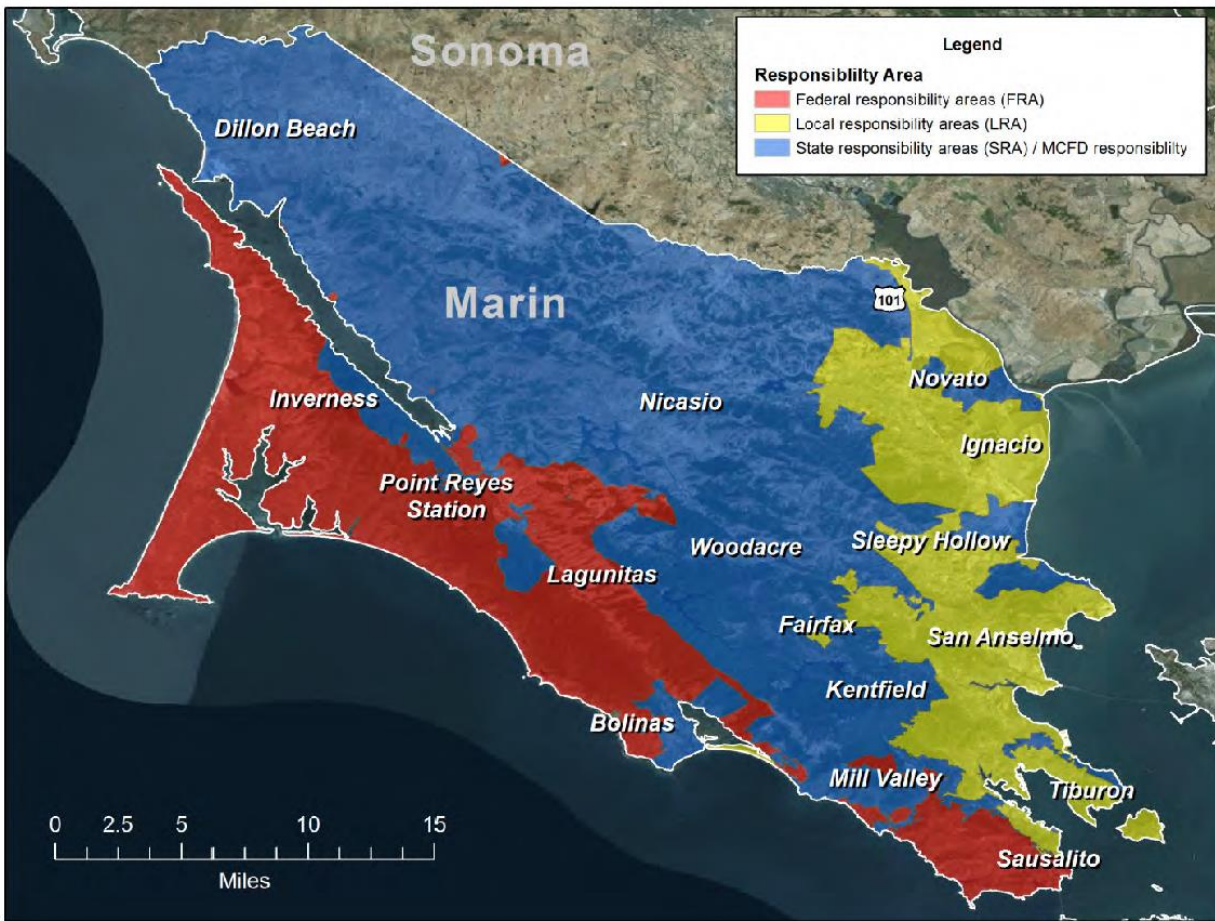 Sonoma
Legend
Responsiblilty Area
Federal responsibility areas (FRA)
Local responsibility areas (LRA)
State responsibility areas (SRA) / MCFD responsiblity
Dillon Beach
Marin
101
Novato
Inverness
Nicasio
Ignacio
Point Reyes
Station
Woodacre
Sleepy Hollow
Lagunitas
Fairfax
San Anselmo
Kentfield
Bolinas
Mill Valley
Tiburon
Sausalito
0 2.5 5 10 15
Miles